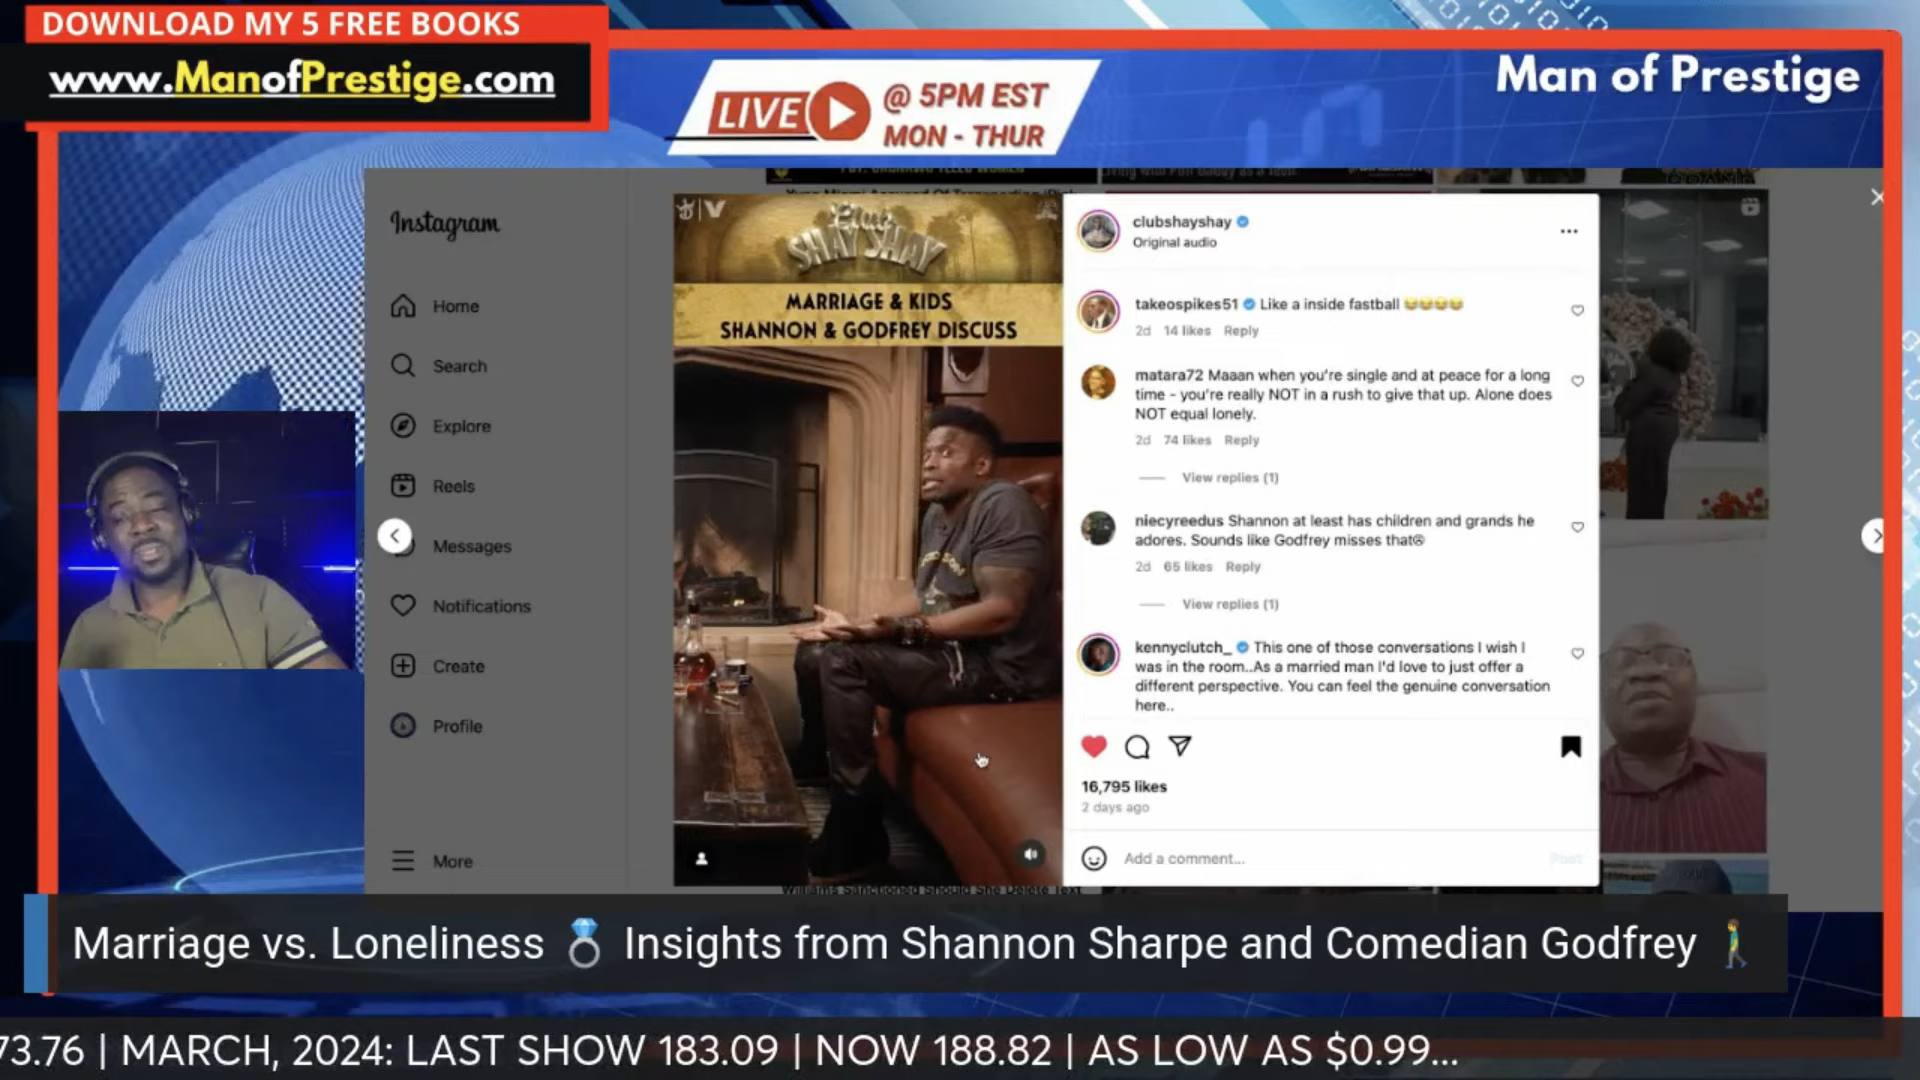 DOWNLOAD MY 5 FREE BOOKS
www.ManofPrestige.com
LIVE @ 5PM EST
MON - THUR
Man of Prestige
Instagram
Home
Search
Explore
Reels
Messages
Notifications
Create
Profile
More
Club
SHAY SHAY
MARRIAGE & KIDS
SHANNON & GODFREY DISCUSS
clubshayshay
Original audio
takeospikes51 Like a inside fastball 😂😂😂😂
2d 14 likes Reply
matara72 Maaan when you're single and at peace for a long
time - you're really NOT in a rush to give that up. Alone does
NOT equal lonely.
2d 74 likes Reply
View replies (1)
niecyreedus Shannon at least has children and grands he
adores. Sounds like Godfrey misses that☹
2d 65 likes Reply
View replies (1)
kennyclutch_ This one of those conversations I wish I
was in the room..As a married man I'd love to just offer a
different perspective. You can feel the genuine conversation
here..
16,795 likes
2 days ago
Add a comment...
Post
Marriage vs. Loneliness 💍 Insights from Shannon Sharpe and Comedian Godfrey 🚶‍♂️
73.76 | MARCH, 2024: LAST SHOW 183.09 | NOW 188.82 | AS LOW AS $0.99...